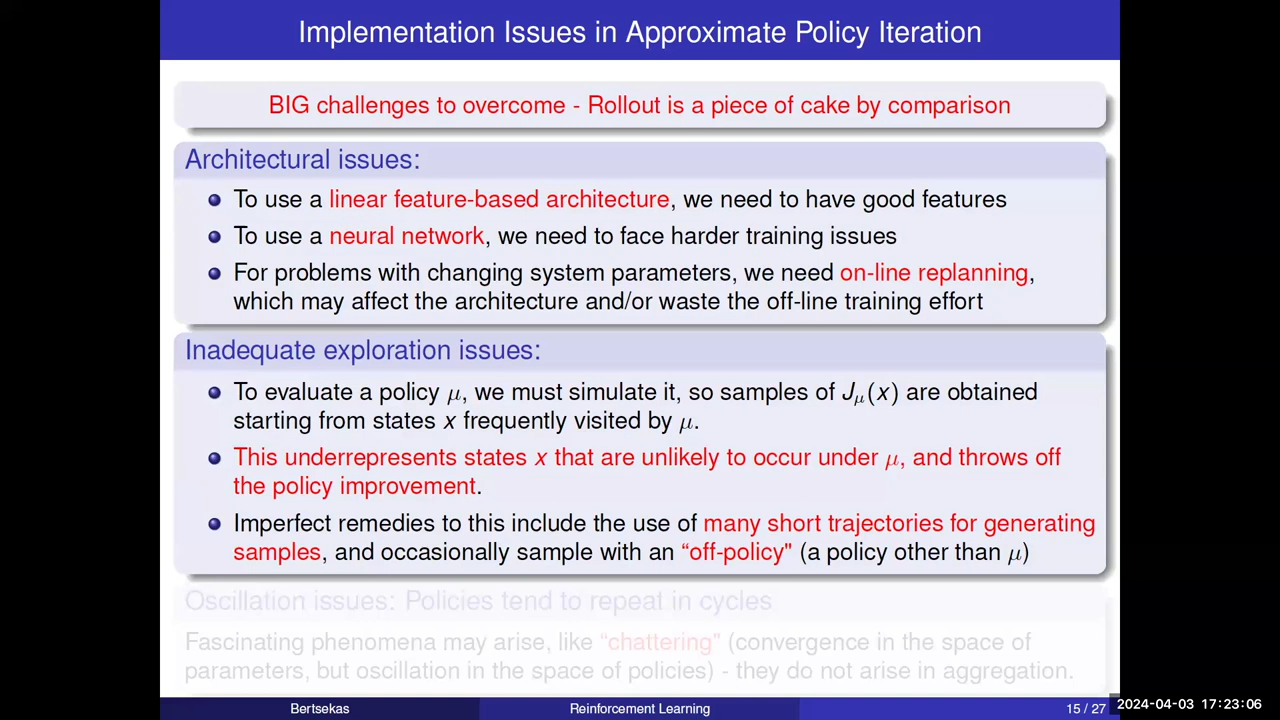 Implementation Issues in Approximate Policy Iteration
BIG challenges to overcome - Rollout is a piece of cake by comparison
Architectural issues:
To use a linear feature-based architecture, we need to have good features
To use a neural network, we need to face harder training issues
For problems with changing system parameters, we need on-line replanning,
which may affect the architecture and/or waste the off-line training effort
Inadequate exploration issues:
To evaluate a policy μ, we must simulate it, so samples of Jμ(x) are obtained
starting from states x frequently visited by μ.
This underrepresents states x that are unlikely to occur under μ, and throws off
the policy improvement.
Imperfect remedies to this include the use of many short trajectories for generating
samples, and occasionally sample with an “off-policy" (a policy other than μ)
Oscillation issues: Policies tend to repeat in cycles
Fascinating phenomena may arise, like “chattering" (convergence in the space of
parameters, but oscillation in the space of policies) - they do not arise in aggregation.
Bertsekas
Reinforcement Learning
15 / 27
2024-04-03 17:23:06